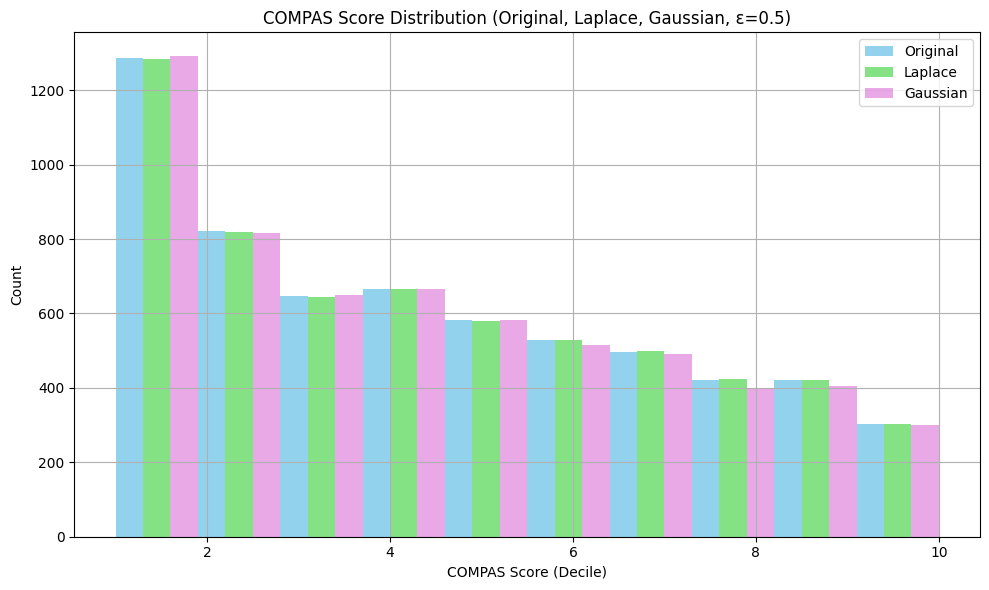 COMPAS Score Distribution (Original, Laplace, Gaussian, ε=0.5)
Original
Laplace
Gaussian
Count
1200
1000
800
600
400
200
0
2 4 6 8 10
COMPAS Score (Decile)